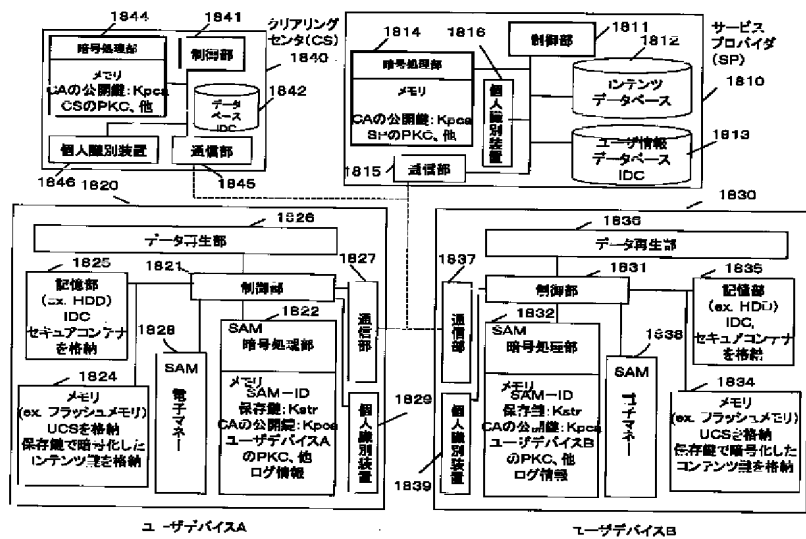 1844
1841
クリアリング
センタ(CS)
暗号処理部
制御部
1840
メモリ
CAの公開鍵:Kpca
CSのPKC、他
データ
ベース
IDC
1842
個人識別装置
通信部
1846
1845
1814
1816
1811
1812
サービス
プロバイダ
(SP)
制御部
1810
暗号処理部
メモリ
CAの公開鍵:Kpca
SPのPKC、他
個人識別装置
コンテンツ
データベース
ユーザ情報
データベース
IDC
1813
1815
通信部
1820
1826
データ再生部
1825
1821
1827
記憶部
(ex. HDD)
IDC
セキュアコンテナ
を格納
制御部
1822
1828
SAM
電子マネー
SAM
暗号処理部
メモリ
SAM-ID
保存鍵:Kstr
CAの公開鍵:Kpca
ユーザデバイスA
のPKC、他
ログ情報
通信部
1829
個人識別装置
1824
メモリ
(ex. フラッシュメモリ)
UCSを格納
保存鍵で暗号化した
コンテンツ鍵を格納
ユーザデバイスA
1830
1836
データ再生部
1837
1831
1835
制御部
通信部
1832
1838
SAM
暗号処理部
メモリ
SAM-ID
保存鍵:Kstr
CAの公開鍵:Kpca
ユーザデバイスB
のPKC、他
ログ情報
SAM
電子マネー
記憶部
(ex. HDD)
IDC,
セキュアコンテナ
を格納
1834
メモリ
(ex. フラッシュメモリ)
UCSを格納
保存鍵で暗号化した
コンテンツ鍵を格納
個人識別装置
1839
ユーザデバイスB